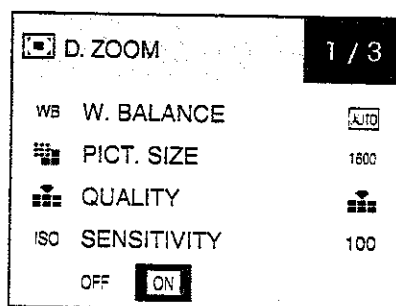 D. ZOOM 1 / 3
WB W. BALANCE AUTO
PICT. SIZE 1600
QUALITY
ISO SENSITIVITY 100
OFF ON